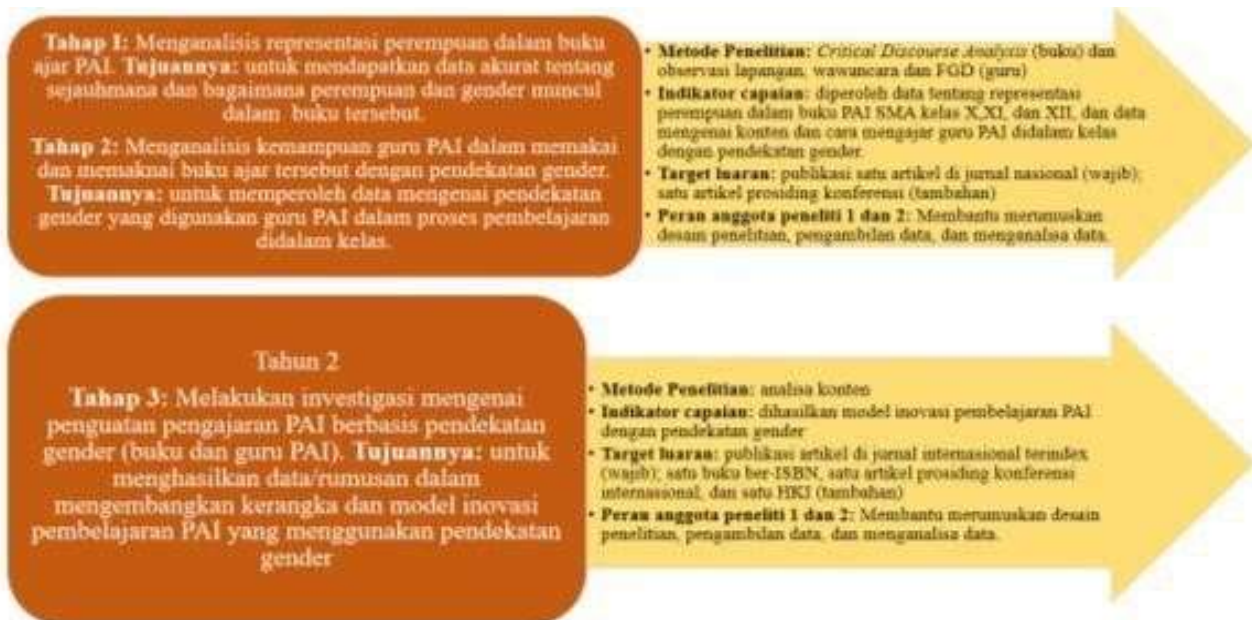 Tahap 1: Menganalisis representasi perempuan dalam buku
ajar PAI. Tujuannya: untuk mendapatkan data akurat tentang
sejauhmana dan bagaimana perempuan dan gender muncul
dalam buku tersebut.
Tahap 2: Menganalisis kemampuan guru PAI dalam memakai
dan memaknai buku ajar tersebut dengan pendekatan gender.
Tujuannya: untuk memperoleh data mengenai pendekatan
gender yang digunakan guru PAI dalam proses pembelajaran
didalam kelas.
• Metode Penelitian: Critical Discourse Analysis (buku) dan
observasi lapangan, wawancara dan FGD (guru)
• Indikator capaian: diperoleh data tentang representasi
perempuan dalam buku PAI SMA kelas X,XI, dan XII, dan data
mengenai konten dan cara mengajar guru PAI didalam kelas
dengan pendekatan gender.
• Target luaran: publikasi satu artikel di jurnal nasional (wajib);
satu artikel prosiding konferensi (tambahan)
• Peran anggota peneliti 1 dan 2: Membantu merumuskan
desain penelitian, pengambilan data, dan menganalisa data.
Tahun 2
Tahap 3: Melakukan investigasi mengenai
penguatan pengajaran PAI berbasis pendekatan
gender (buku dan guru PAI). Tujuannya: untuk
menghasilkan data/rumusan dalam
mengembangkan kerangka dan model inovasi
pembelajaran PAI yang menggunakan pendekatan
gender
• Metode Penelitian: analisa konten
• Indikator capaian: dihasilkan model inovasi pembelajaran PAI
dengan pendekatan gender
• Target luaran: publikasi artikel di jurnal internasional terindex
(wajib); satu buku ber-ISBN, satu artikel prosiding konferensi
internasional, dan satu HKI (tambahan)
• Peran anggota peneliti 1 dan 2: Membantu merumuskan desain
penelitian, pengambilan data, dan menganalisa data.